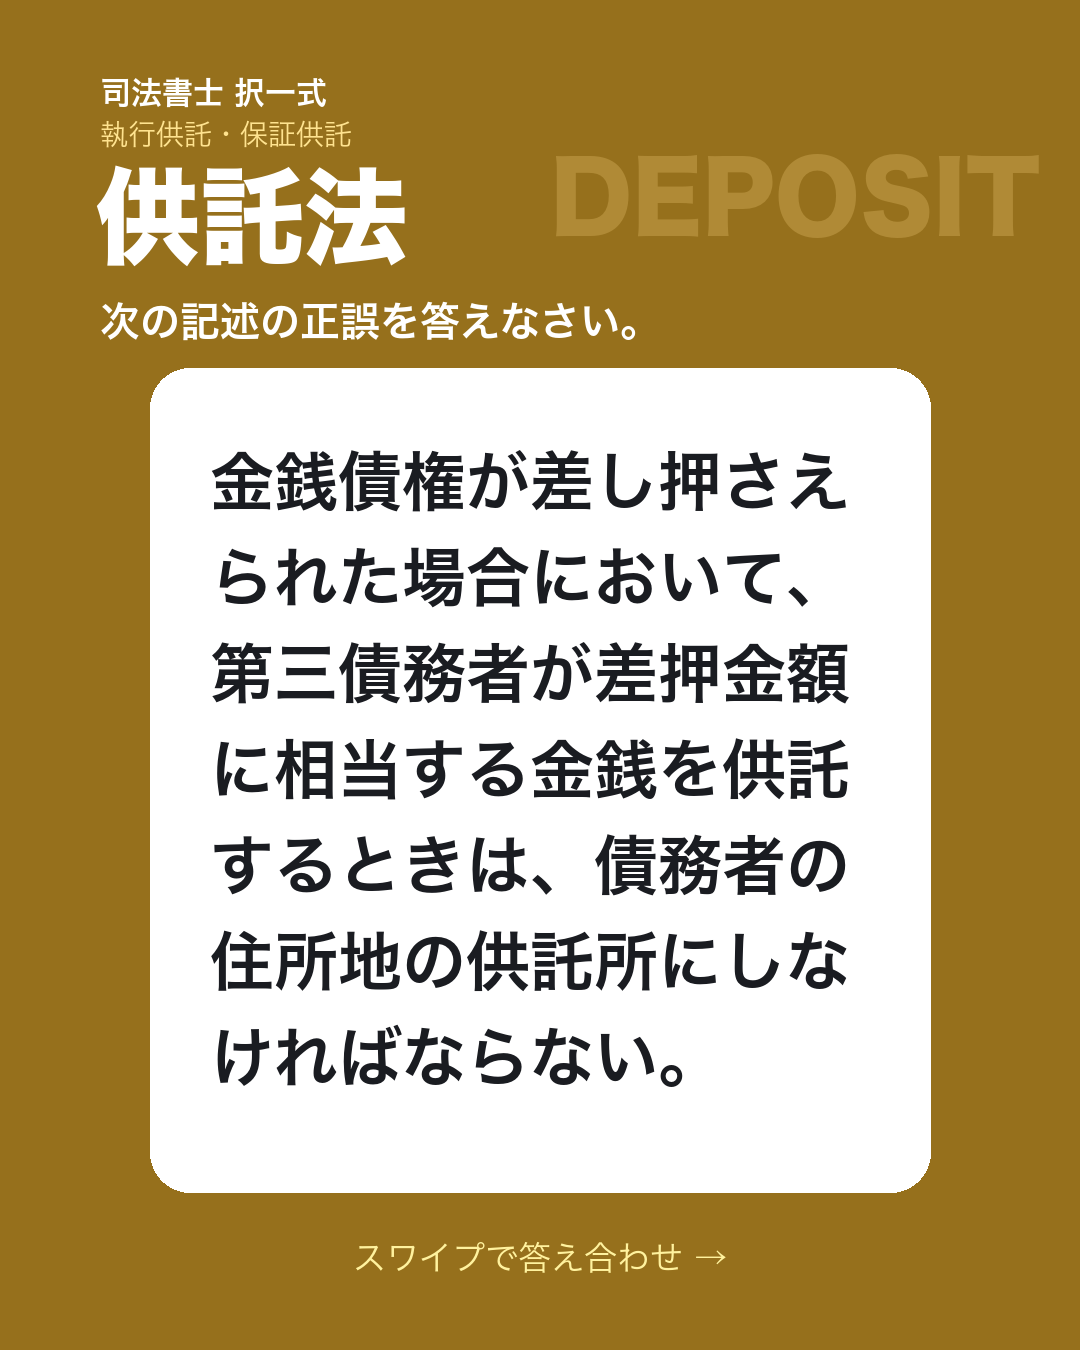 司法書士 択一式
執行供託・保証供託
供託法
DEPOSIT
次の記述の正誤を答えなさい。
金銭債権が差し押さえ
られた場合において、
第三債務者が差押金額
に相当する金銭を供託
するときは、債務者の
住所地の供託所にしな
ければならない。
スワイプで答え合わせ →